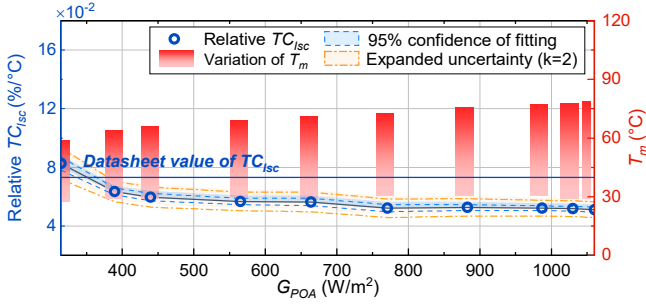 16×10⁻²
12
8
4
Relative TC_Isc (%/°C)
Relative TC_Isc
Variation of T_m
95% confidence of fitting
Expanded uncertainty (k=2)
Datasheet value of TC_Isc
120
90
60
30
0
T_m (°C)
400 500 600 700 800 900 1000
G_POA (W/m²)